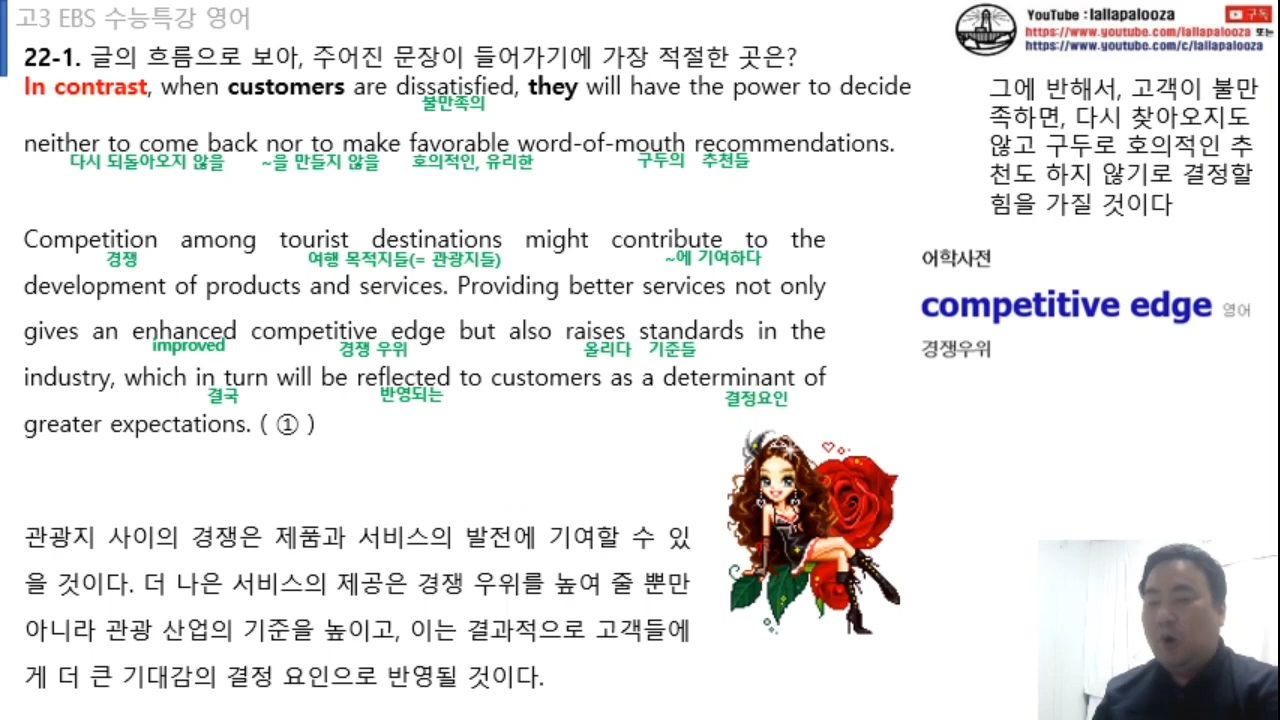 고3 EBS 수능특강 영어
22-1. 글의 흐름으로 보아, 주어진 문장이 들어가기에 가장 적절한 곳은?
In contrast, when customers are dissatisfied, they will have the power to decide
불만족의
neither to come back nor to make favorable word-of-mouth recommendations.
다시 되돌아오지 않을 ~을 만들지 않을 호의적인, 유리한 구두의 추천들
Competition among tourist destinations might contribute to the
경쟁 여행 목적지들(= 관광지들) ~에 기여하다
development of products and services. Providing better services not only
gives an enhanced competitive edge but also raises standards in the
improved 경쟁 우위 올리다 기준들
industry, which in turn will be reflected to customers as a determinant of
결국 반영되는 결정요인
greater expectations. ( ① )
관광지 사이의 경쟁은 제품과 서비스의 발전에 기여할 수 있
을 것이다. 더 나은 서비스의 제공은 경쟁 우위를 높여 줄 뿐만
아니라 관광 산업의 기준을 높이고, 이는 결과적으로 고객들에
게 더 큰 기대감의 결정 요인으로 반영될 것이다.
YouTube : lallapalooza
구독
https://www.youtube.com/lallapalooza 또는
https://www.youtube.com/c/lallapalooza
그에 반해서, 고객이 불만
족하면, 다시 찾아오지도
않고 구두로 호의적인 추
천도 하지 않기로 결정할
힘을 가질 것이다
어학사전
competitive edge 영어
경쟁우위